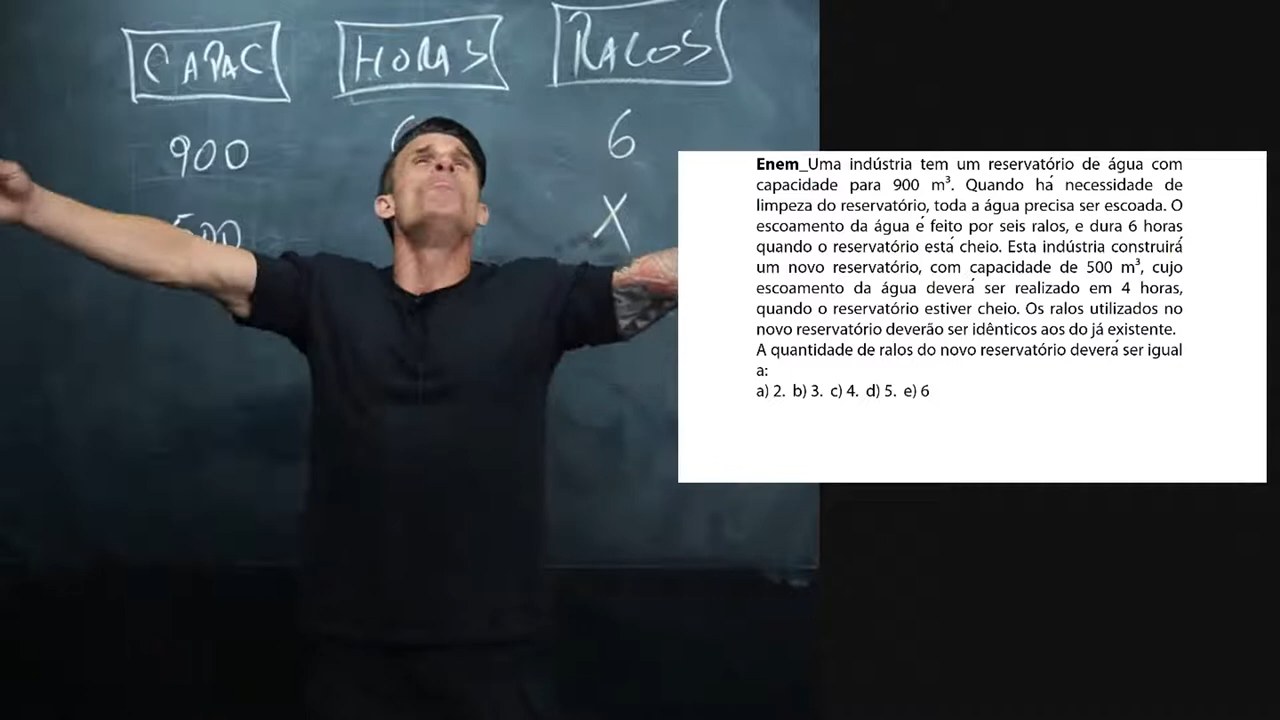 CAPAC
HORAS
RALOS
900
6
6
500
X
Enem_Uma indústria tem um reservatório de água com
capacidade para 900 m³. Quando há necessidade de
limpeza do reservatório, toda a água precisa ser escoada. O
escoamento da água é feito por seis ralos, e dura 6 horas
quando o reservatório está cheio. Esta indústria construirá
um novo reservatório, com capacidade de 500 m³, cujo
escoamento da água deverá ser realizado em 4 horas,
quando o reservatório estiver cheio. Os ralos utilizados no
novo reservatório deverão ser idênticos aos do já existente.
A quantidade de ralos do novo reservatório deverá ser igual
a:
a) 2. b) 3. c) 4. d) 5. e) 6